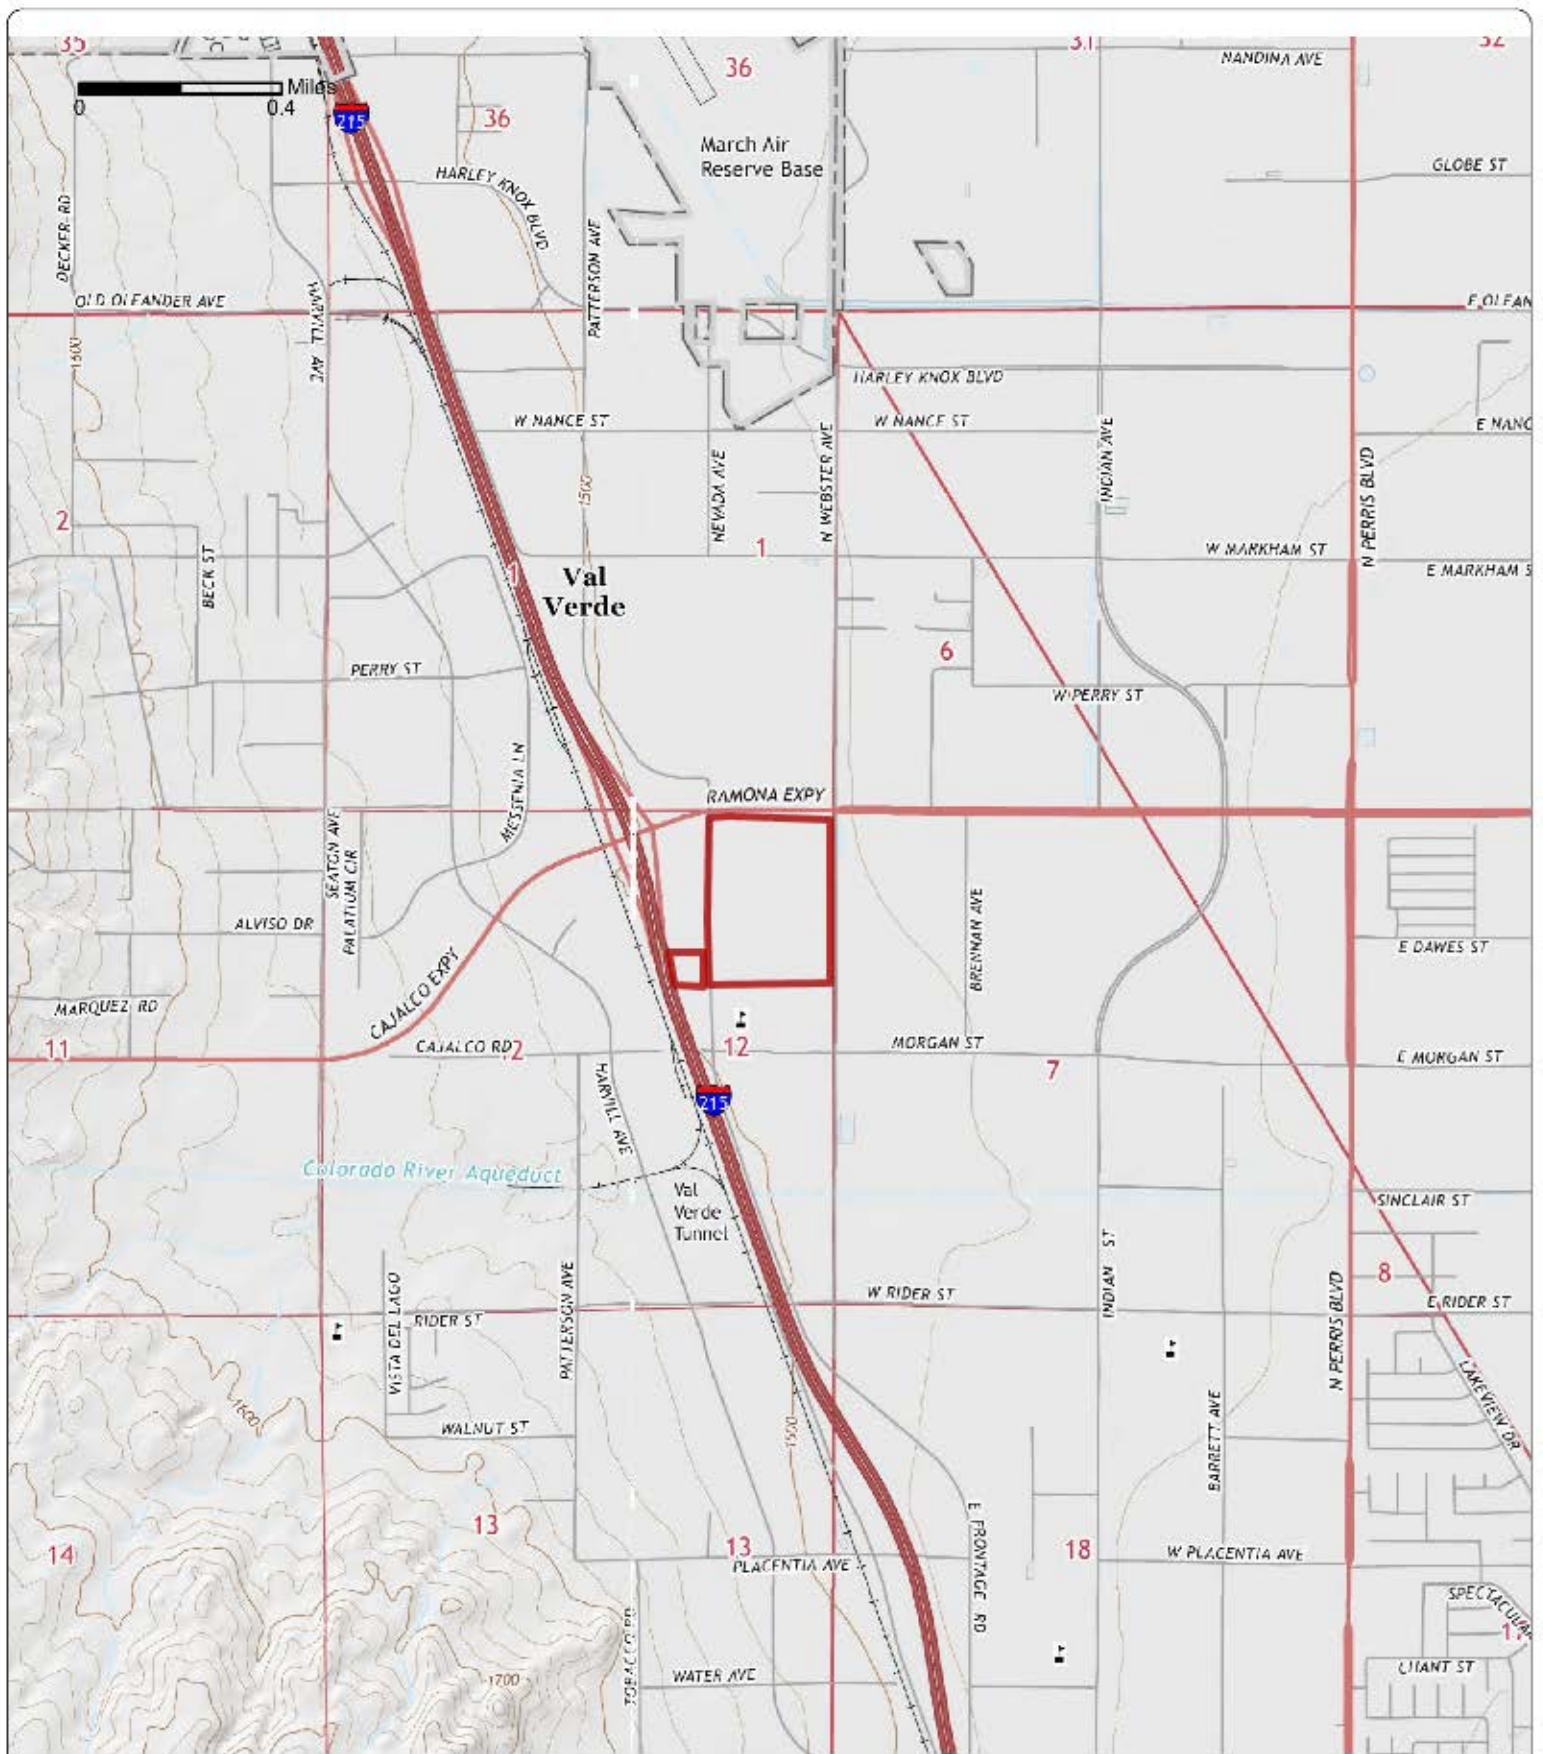 35
36
31
32
NANDINA AVE
Miles
0
0.4
215
36
March Air
Reserve Base
HARLEY KNOX BLVD
GLOBE ST
DECKER RD
PATTERSON AVE
OLD OLEANDER AVE
HARVILL AVE
E OLEAN
1600
HARLEY KNOX BLVD
W NANCE ST
W NANCE ST
E NANC
NEVADA AVE
N WEBSTER AVE
INDIAN AVE
N PERRIS BLVD
1500
2
1
W MARKHAM ST
E MARKHAM S
BECK ST
1
Val
Verde
6
PERRY ST
W PERRY ST
MESSENIA LN
RAMONA EXPY
SEATON AVE
PALATIUM CIR
ALVISO DR
BRENNAN AVE
E DAWES ST
CAJALCO EXPY
MARQUEZ RD
11
CAJALCO RD
12
MORGAN ST
7
E MORGAN ST
HARVILL AVE
215
Colorado River Aqueduct
Val
Verde
Tunnel
SINCLAIR ST
INDIAN ST
8
VISTA DEL LAGO
PATTERSON AVE
W RIDER ST
N PERRIS BLVD
E RIDER ST
RIDER ST
1600
WALNUT ST
1500
BARRETT AVE
LAKEVIEW DR
13
E FRONTAGE RD
14
13
18
PLACENTIA AVE
W PLACENTIA AVE
SPECTACULAR
TOBACCO RD
WATER AVE
1700
CHANT ST